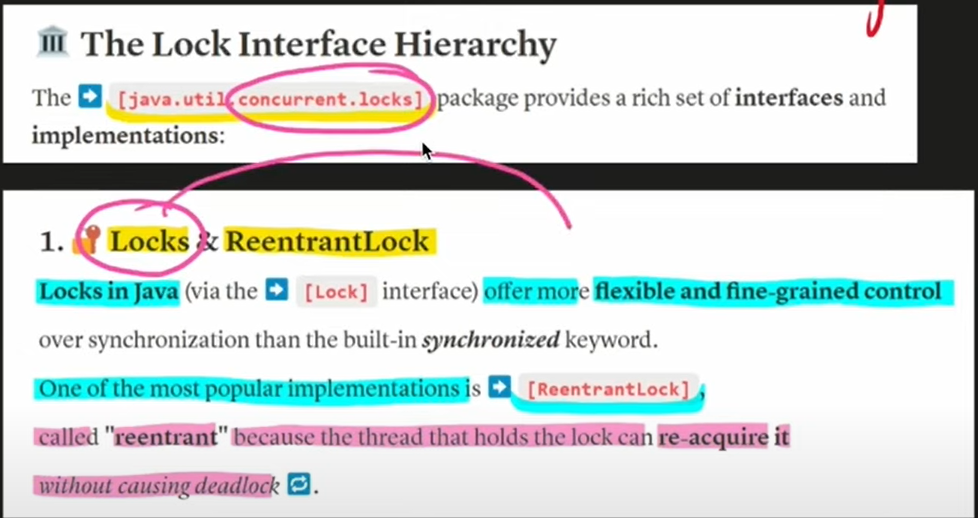 🏛️ The Lock Interface Hierarchy
The ➡️ [java.util.concurrent.locks] package provides a rich set of interfaces and
implementations:
1. 🔑 Locks & ReentrantLock
Locks in Java (via the ➡️ [Lock] interface) offer more flexible and fine-grained control
over synchronization than the built-in synchronized keyword.
One of the most popular implementations is ➡️ [ReentrantLock],
called "reentrant" because the thread that holds the lock can re-acquire it
without causing deadlock 🔁.